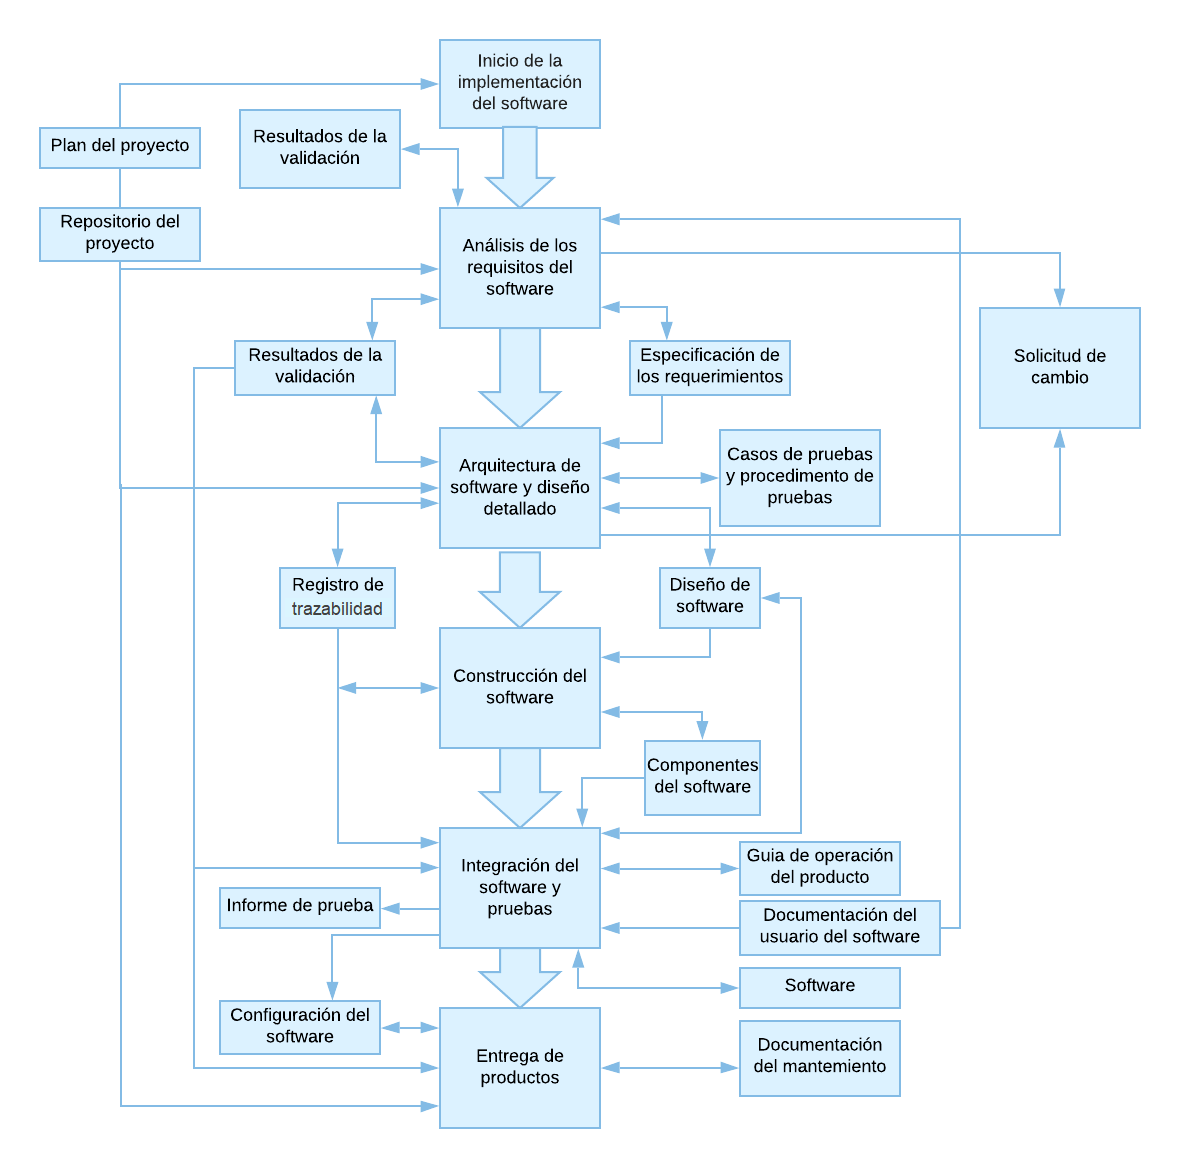 Inicio de la
implementación
del software
Plan del proyecto
Resultados de la
validación
Repositorio del
proyecto
Análisis de los
requisitos del
software
Resultados de la
validación
Especificación de
los requerimientos
Solicitud de
cambio
Arquitectura de
software y diseño
detallado
Casos de pruebas
y procedimento de
pruebas
Registro de
trazabilidad
Diseño de
software
Construcción del
software
Componentes
del software
Integración del
software y
pruebas
Guia de operación
del producto
Informe de prueba
Documentación del
usuario del software
Software
Configuración del
software
Entrega de
productos
Documentación
del mantemiento